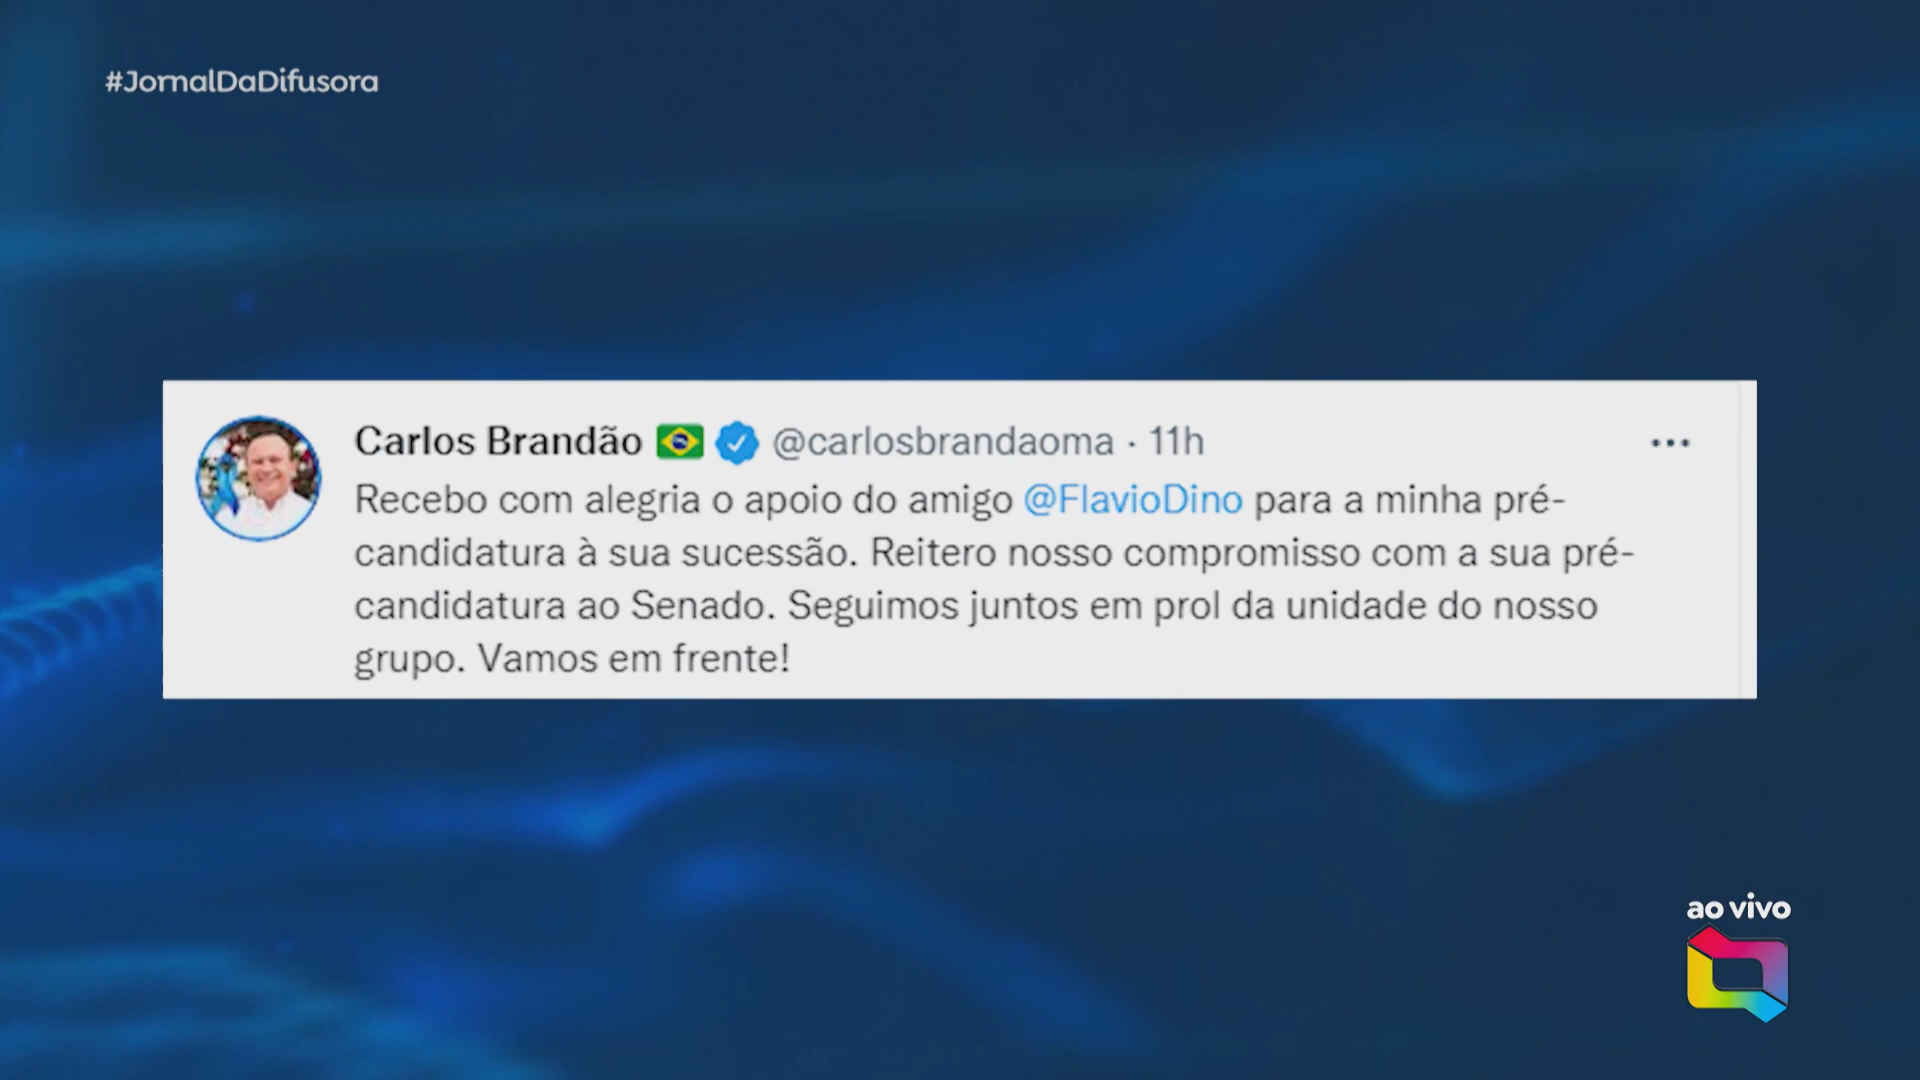 #JornalDaDifusora
Carlos Brandão @carlosbrandaoma · 11h
Recebo com alegria o apoio do amigo @FlavioDino para a minha pré-
candidatura à sua sucessão. Reitero nosso compromisso com a sua pré-
candidatura ao Senado. Seguimos juntos em prol da unidade do nosso
grupo. Vamos em frente!
ao vivo